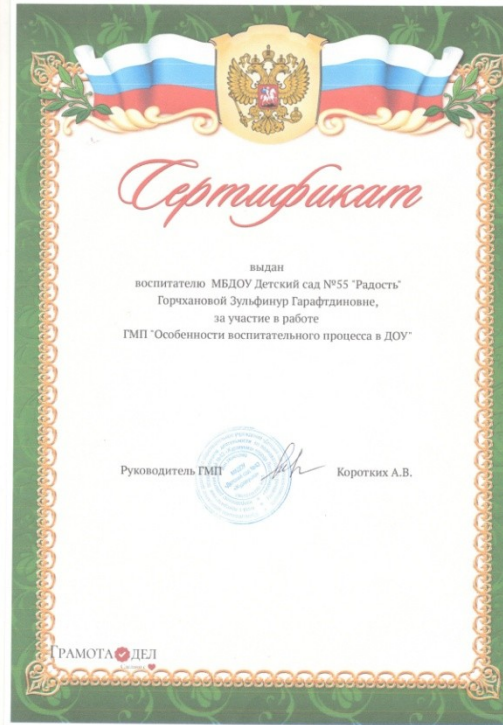 Сертификат
выдан
воспитателю МБДОУ Детский сад №55 "Радость"
Горчхановой Зульфинур Гарафтдиновне,
за участие в работе
ГМП "Особенности воспитательного процесса в ДОУ"
Руководитель ГМП Коротких А.В.
ГРАМОТА ДЕЛ